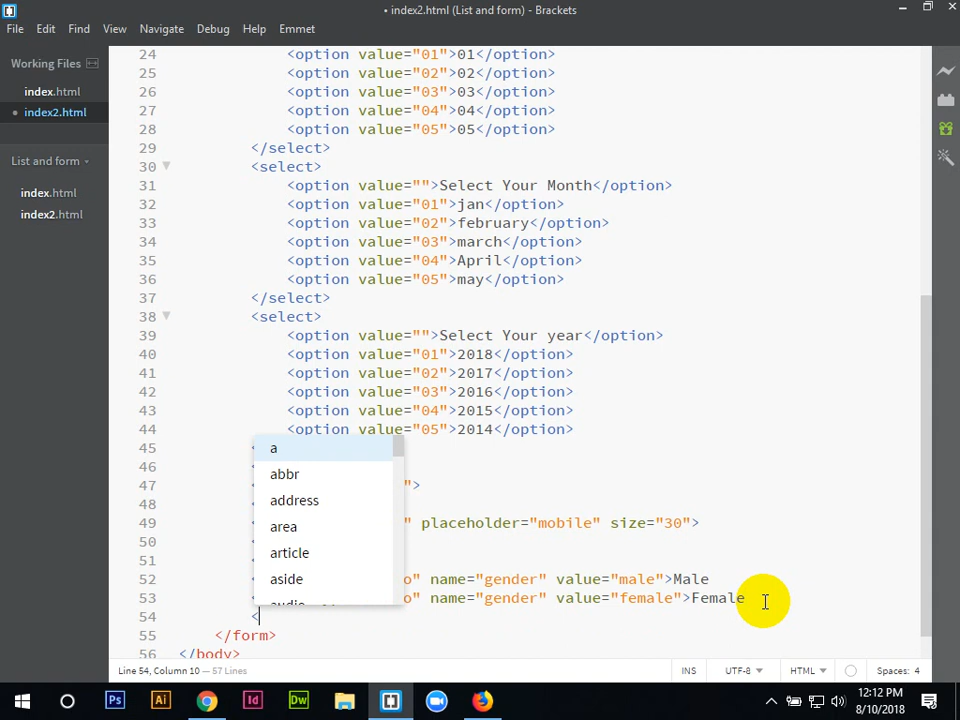 • index2.html (List and form) - Brackets
File Edit Find View Navigate Debug Help Emmet
Working Files
index.html
• index2.html
List and form
index.html
index2.html
24 <option value="01">01</option>
25 <option value="02">02</option>
26 <option value="03">03</option>
27 <option value="04">04</option>
28 <option value="05">05</option>
29 </select>
30 <select>
31 <option value="">Select Your Month</option>
32 <option value="01">jan</option>
33 <option value="02">february</option>
34 <option value="03">march</option>
35 <option value="04">April</option>
36 <option value="05">may</option>
37 </select>
38 <select>
39 <option value="">Select Your year</option>
40 <option value="01">2018</option>
41 <option value="02">2017</option>
42 <option value="03">2016</option>
43 <option value="04">2015</option>
44 <option value="05">2014</option>
45 <
46 <
47 < ">
48 <
49 < " placeholder="mobile" size="30">
50 <
51 <
52 < o" name="gender" value="male">Male
53 < o" name="gender" value="female">Female
54 <
55 </form>
56 </body>
a
abbr
address
area
article
aside
audio
Line 54, Column 10 — 57 Lines
INS UTF-8 HTML Spaces: 4
Ps Ai Id Dw
12:12 PM
8/10/2018